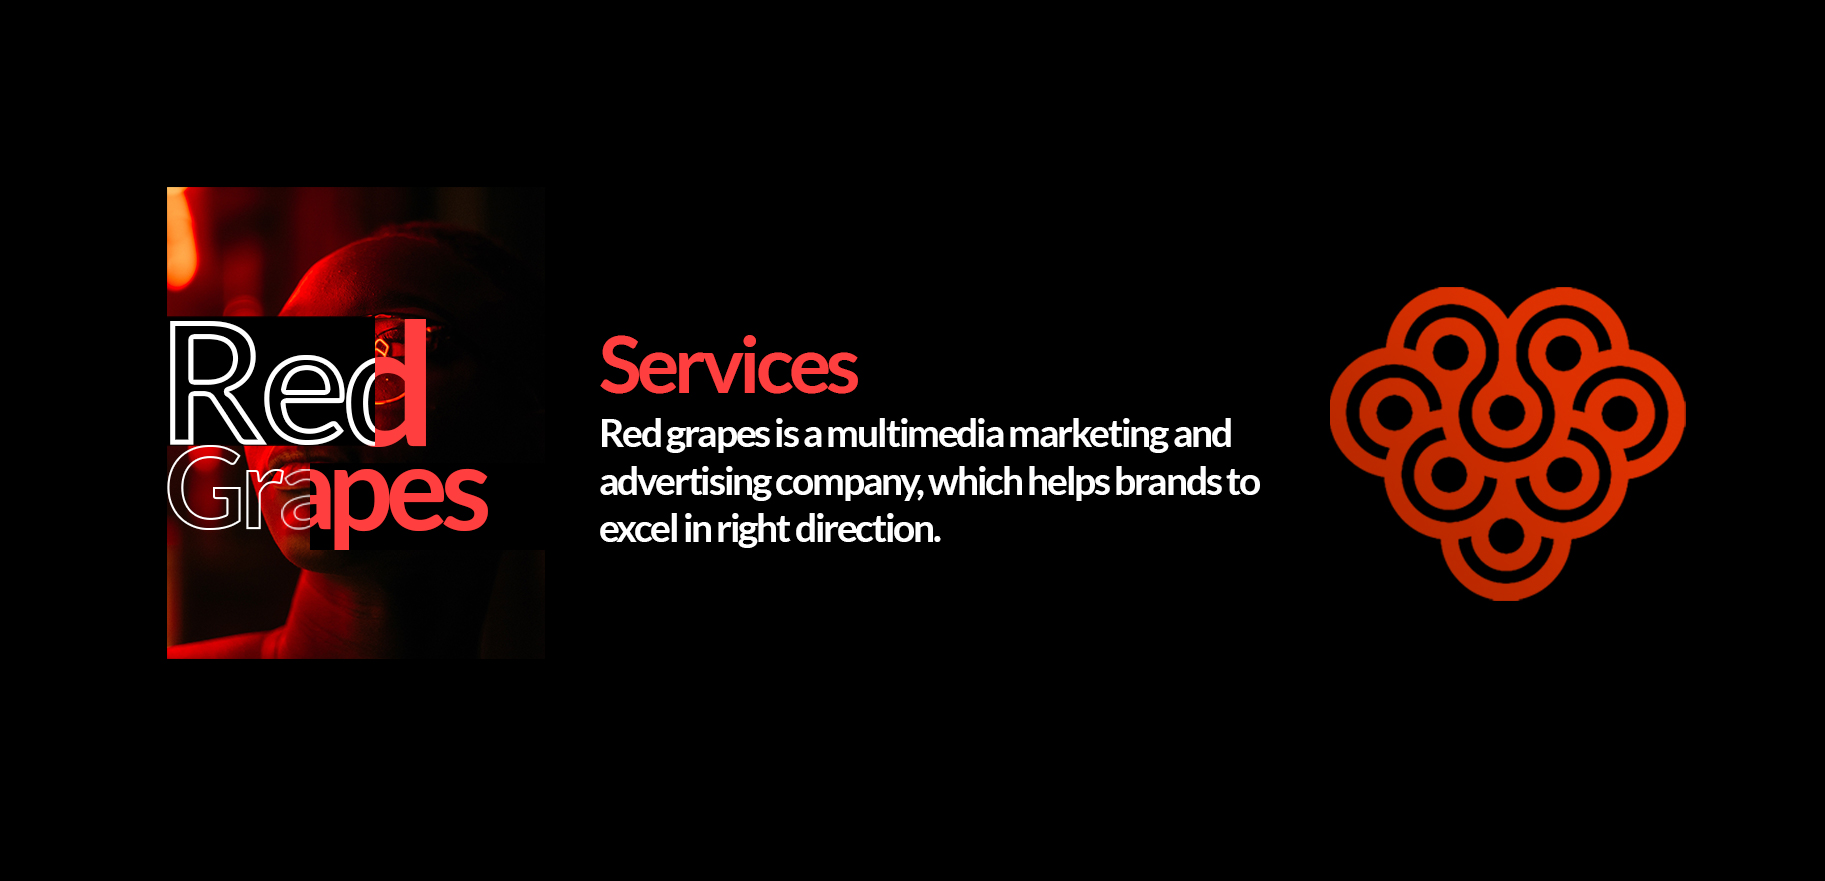 Red
Grapes
Services
Red grapes is a multimedia marketing and
advertising company, which helps brands to
excel in right direction.